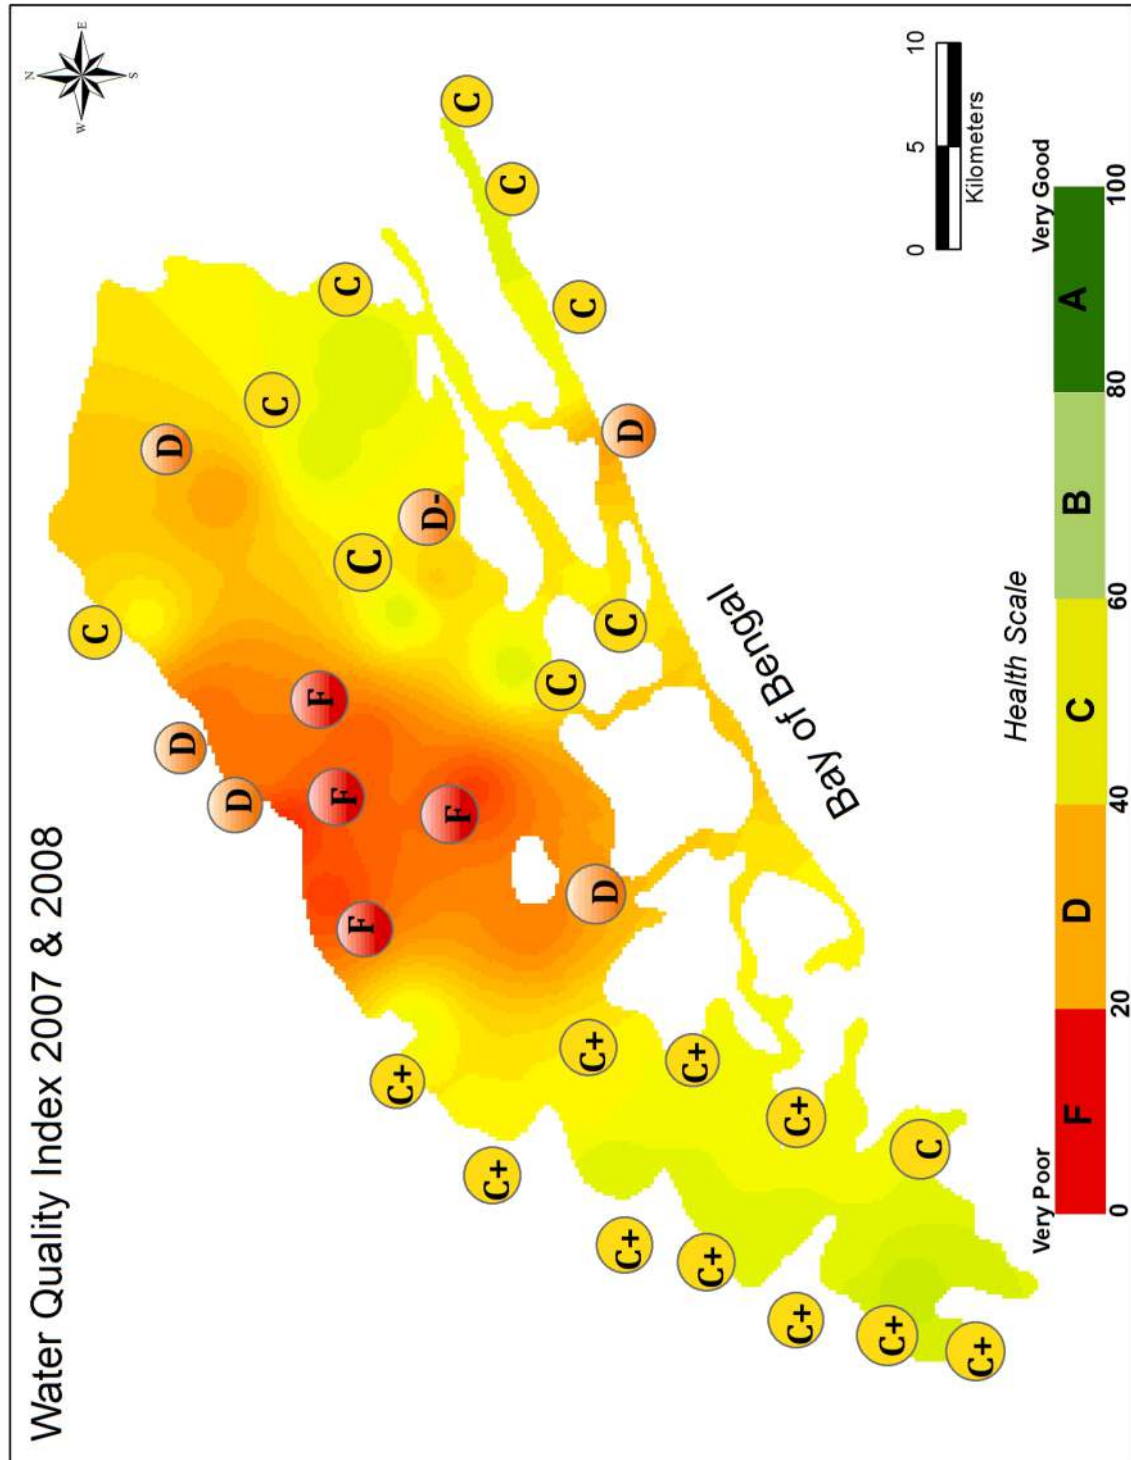 Water Quality Index 2007 & 2008
N
W E
S
C
D
D
D
C
F
F
C
C
F
C+
D-
F
C
C+
C
C
C
C+
D
C
C+
D
C+
C+
C+
C+
Bay of Bengal
C+
C
C+
0 5 10
Kilometers
Health Scale
Very Poor Very Good
F D C B A
0 20 40 60 80 100